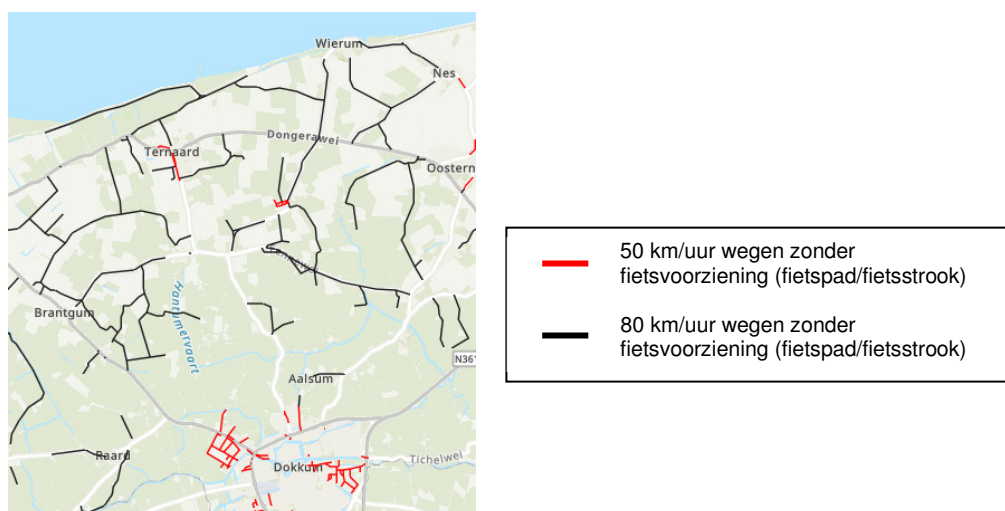 Wierum
Nes
Dongerawei
Ternaard
Oostern
Hantumervaart
Brantgum
N361
Aalsum
Raard
Dokkum
Tichelwei
50 km/uur wegen zonder
fietsvoorziening (fietspad/fietsstrook)
80 km/uur wegen zonder
fietsvoorziening (fietspad/fietsstrook)